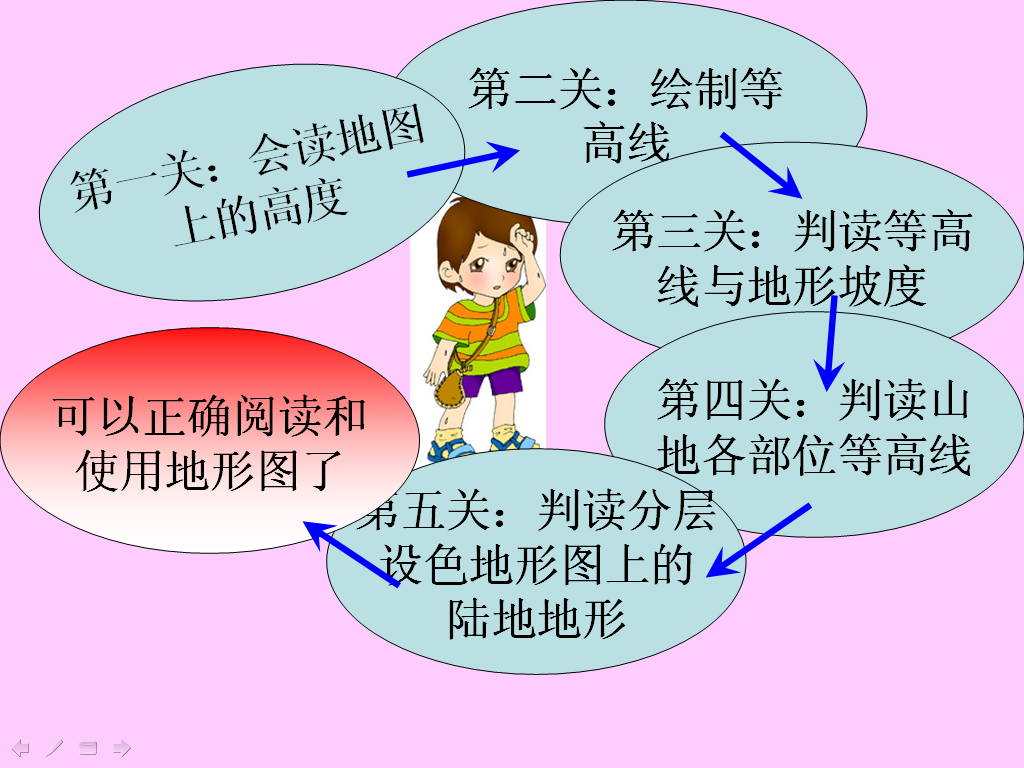 第一关：会读地图
上的高度
第二关：绘制等
高线
第三关：判读等高
线与地形坡度
第四关：判读山
地各部位等高线
第五关：判读分层
设色地形图上的
陆地地形
可以正确阅读和
使用地形图了